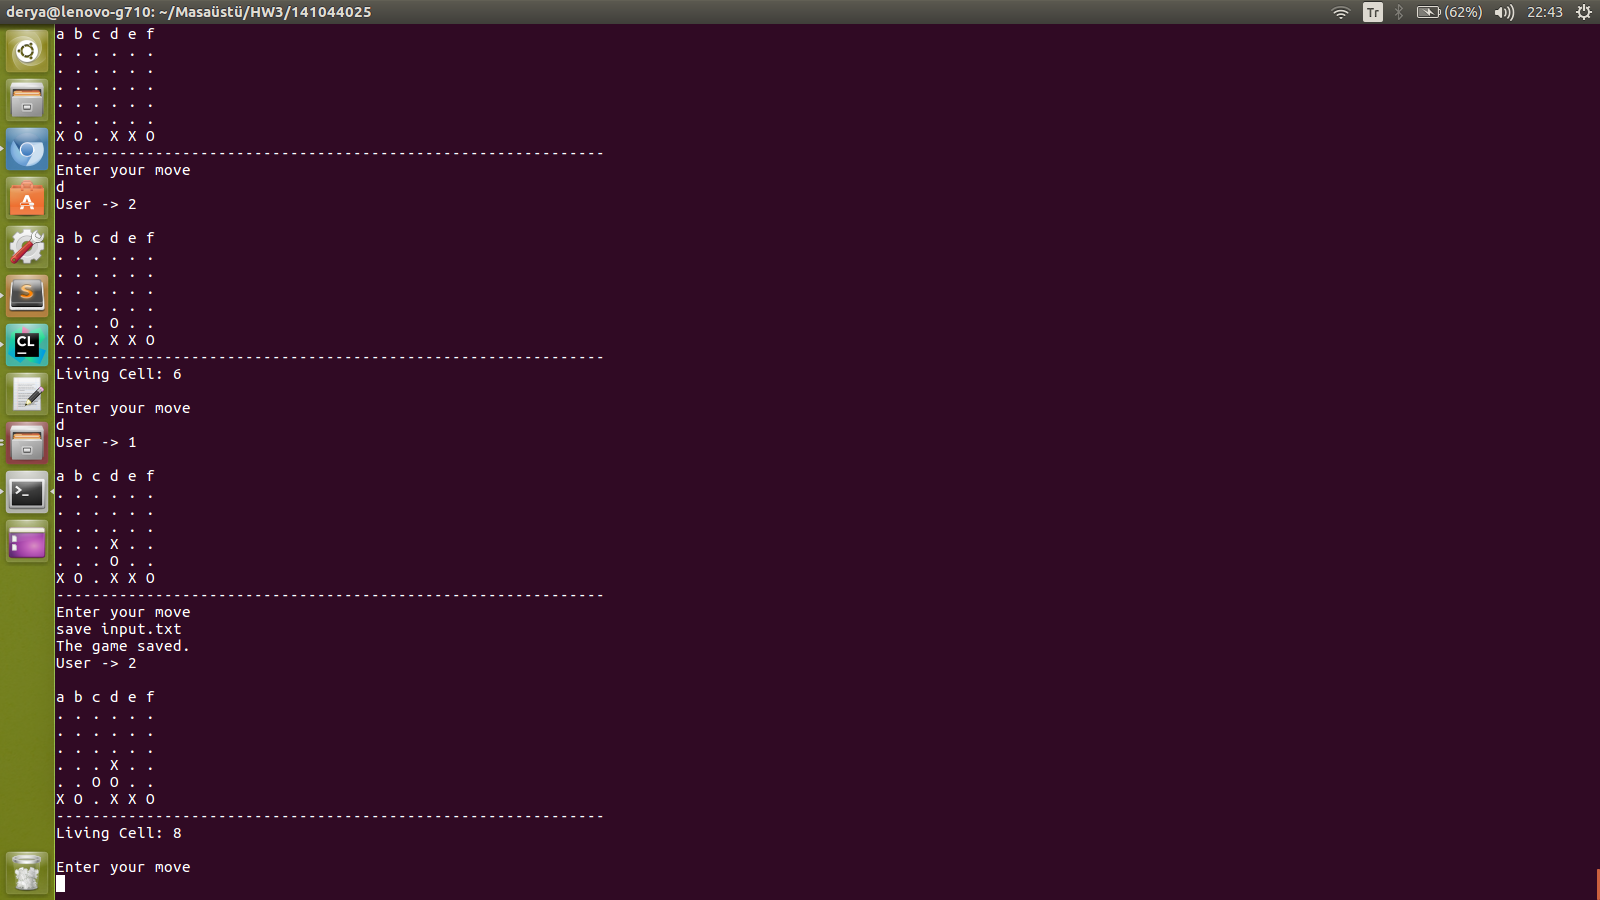 derya@lenovo-g710: ~/Masaüstü/HW3/141044025
Tr (62%) 22:43
a b c d e f
. . . . . .
. . . . . .
. . . . . .
. . . . . .
. . . . . .
X O . X X O
-------------------------------------------------------------
Enter your move
d
User -> 2
a b c d e f
. . . . . .
. . . . . .
. . . . . .
. . . . . .
. . . O . .
X O . X X O
-------------------------------------------------------------
Living Cell: 6
Enter your move
d
User -> 1
a b c d e f
. . . . . .
. . . . . .
. . . . . .
. . . X . .
. . . O . .
X O . X X O
-------------------------------------------------------------
Enter your move
save input.txt
The game saved.
User -> 2
a b c d e f
. . . . . .
. . . . . .
. . . . . .
. . . X . .
. . O O . .
X O . X X O
-------------------------------------------------------------
Living Cell: 8
Enter your move
S
CL
>_